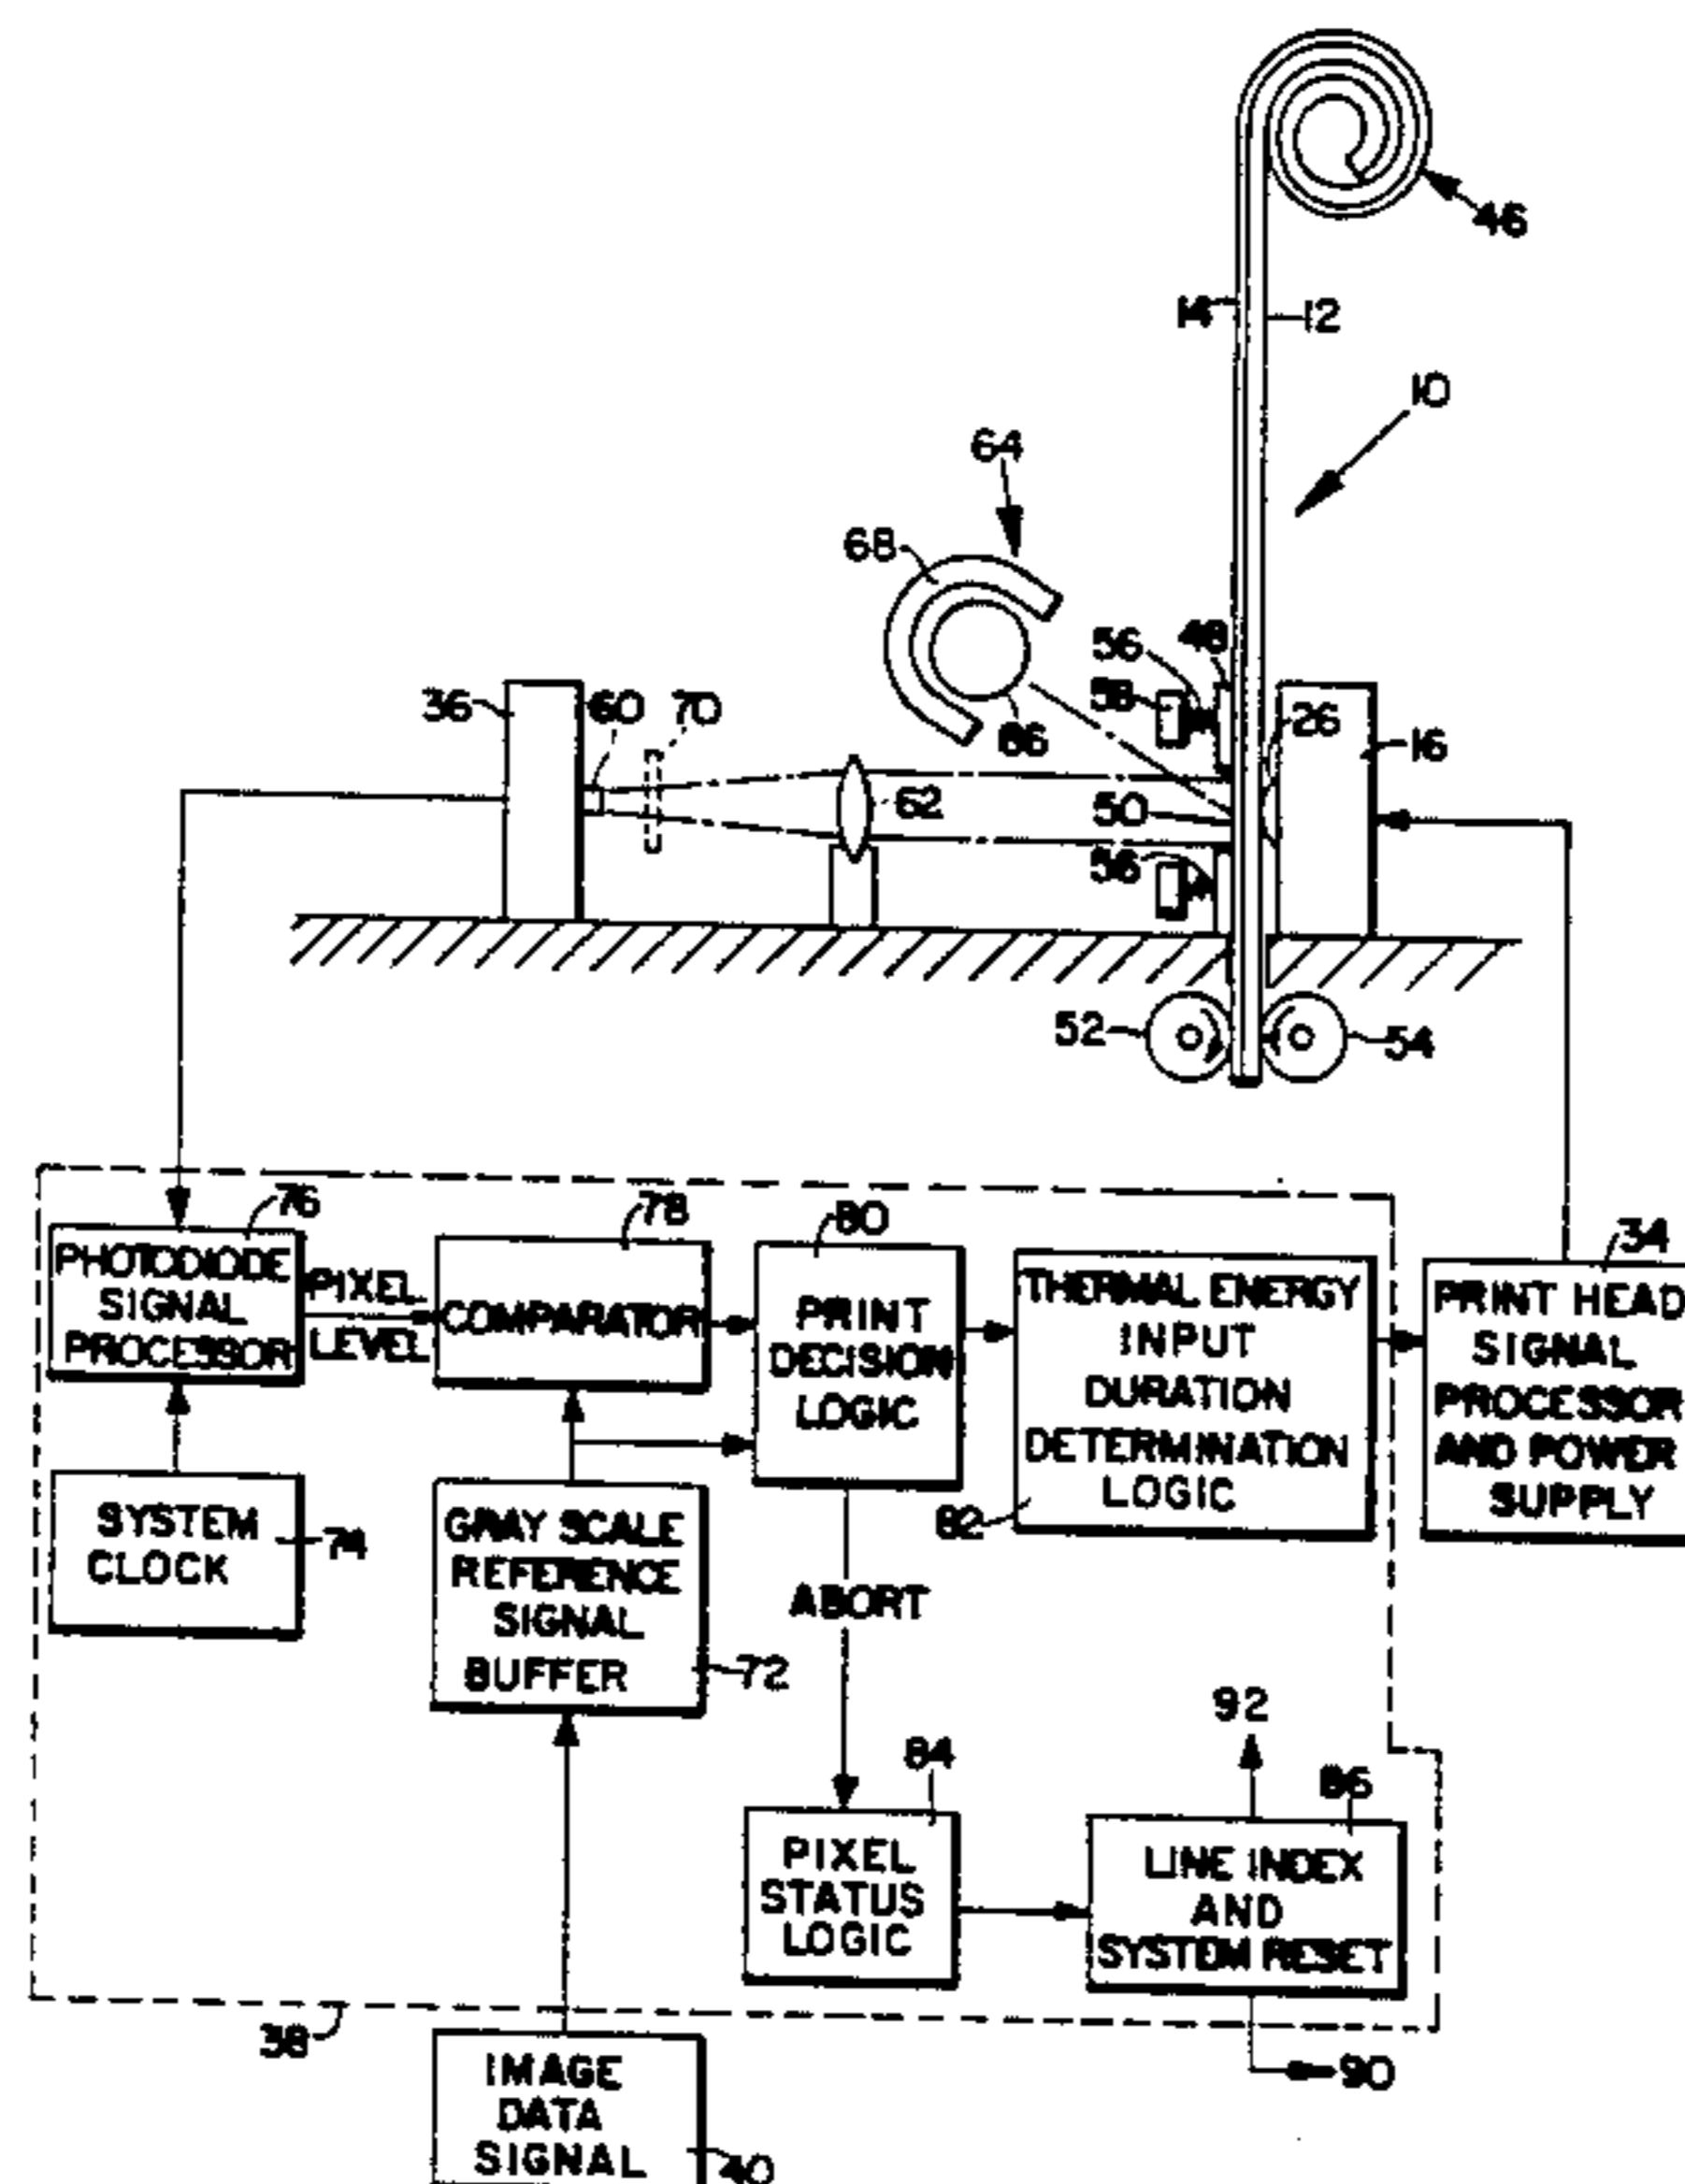 46
14
12
10
64
68
56
48
58
36
60
70
66
26
16
62
50
56
52
54
76
78
80
34
PHOTODIODE
SIGNAL
PROCESSOR
PIXEL
LEVEL
COMPARATOR
PRINT
DECISION
LOGIC
THERMAL ENERGY
INPUT
DURATION
DETERMINATION
LOGIC
82
PRINT HEAD
SIGNAL
PROCESSOR
AND POWER
SUPPLY
SYSTEM
CLOCK
74
GRAY SCALE
REFERENCE
SIGNAL
BUFFER
72
ABORT
84
92
86
PIXEL
STATUS
LOGIC
LINE INDEX
AND
SYSTEM RESET
38
90
IMAGE
DATA
SIGNAL
40